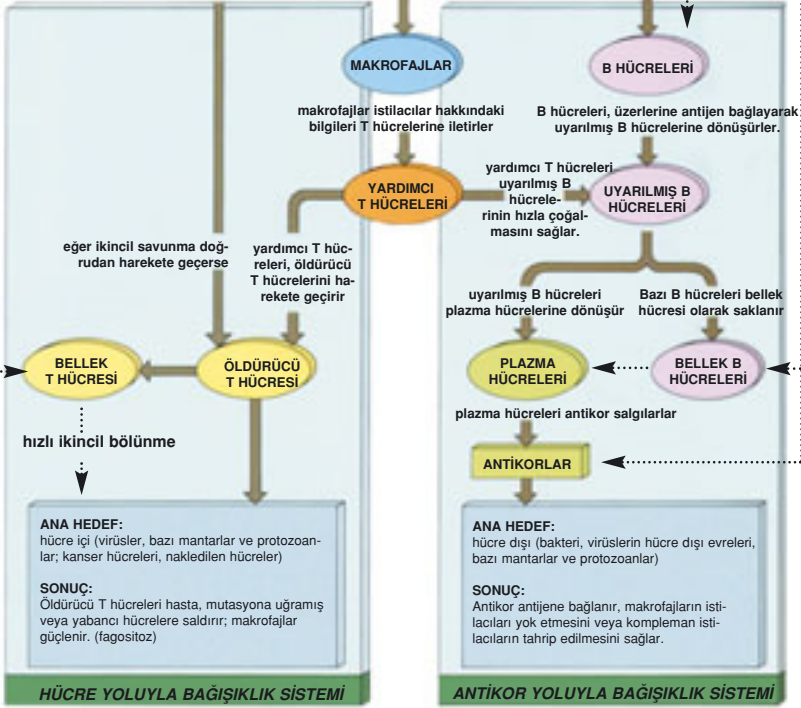 MAKROFAJLAR
B HÜCRELERİ
makrofajlar istilacılar hakkındaki
bilgileri T hücrelerine iletirler
B hücreleri, üzerlerine antijen bağlayarak
uyarılmış B hücrelerine dönüşürler.
YARDIMCI
T HÜCRELERİ
yardımcı T hücreleri
uyarılmış B
hücrele-
rinin hızla çoğal-
masını sağlar.
UYARILMIŞ B
HÜCRELERİ
eğer ikincil savunma doğ-
rudan harekete geçerse
yardımcı T hüc-
releri, öldürücü
T hücrelerini ha-
rekete geçirir
uyarılmış B hücreleri
plazma hücrelerine dönüşür
Bazı B hücreleri bellek
hücresi olarak saklanır
BELLEK
T HÜCRESİ
ÖLDÜRÜCÜ
T HÜCRESİ
PLAZMA
HÜCRELERİ
BELLEK B
HÜCRELERİ
hızlı ikincil bölünme
plazma hücreleri antikor salgılarlar
ANTİKORLAR
ANA HEDEF:
hücre içi (virüsler, bazı mantarlar ve protozoan-
lar; kanser hücreleri, nakledilen hücreler)
SONUÇ:
Öldürücü T hücreleri hasta, mutasyona uğramış
veya yabancı hücrelere saldırır; makrofajlar
güçlenir. (fagositoz)
ANA HEDEF:
hücre dışı (bakteri, virüslerin hücre dışı evreleri,
bazı mantarlar ve protozoanlar)
SONUÇ:
Antikor antijene bağlanır, makrofajların isti-
lacıları yok etmesini veya kompleman isti-
lacıların tahrip edilmesini sağlar.
HÜCRE YOLUYLA BAĞIŞIKLIK SİSTEMİ
ANTİKOR YOLUYLA BAĞIŞIKLIK SİSTEMİ